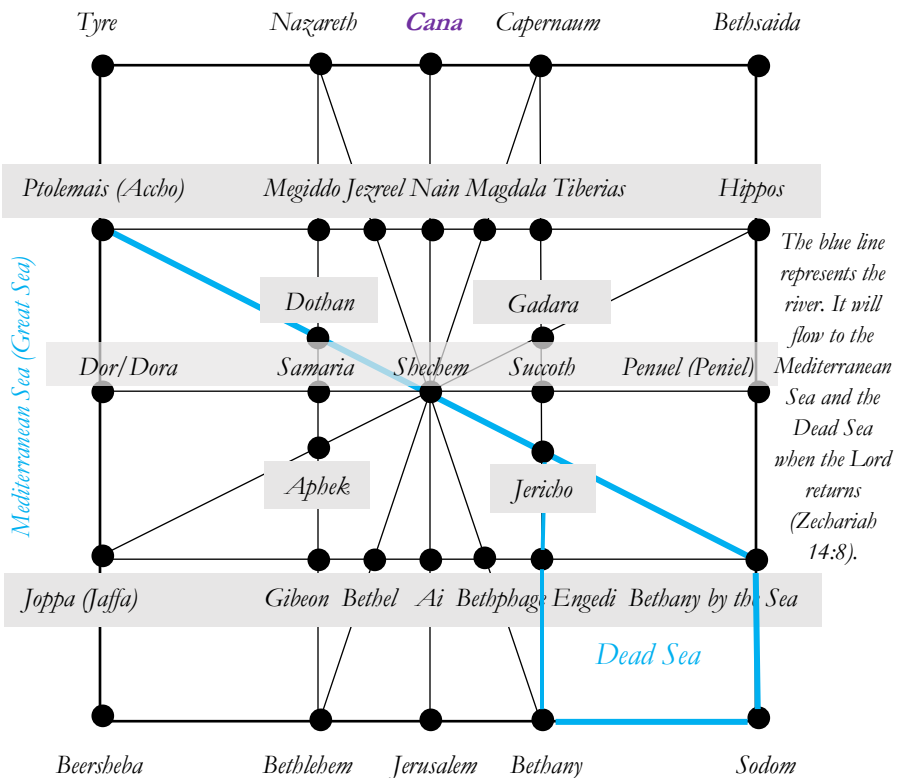 Tyre Nazareth Cana Capernaum Bethsaida
Ptolemais (Accho) Megiddo Jezreel Nain Magdala Tiberias Hippos
Mediterranean Sea (Great Sea)
The blue line
represents the
river. It will
flow to the
Mediterranean
Sea and the
Dead Sea
when the Lord
returns
(Zechariah
14:8).
Dothan Gadara
Dor/Dora Samaria Shechem Succoth Penuel (Peniel)
Aphek Jericho
Joppa (Jaffa) Gibeon Bethel Ai Bethphage Engedi Bethany by the Sea
Dead Sea
Beersheba Bethlehem Jerusalem Bethany Sodom